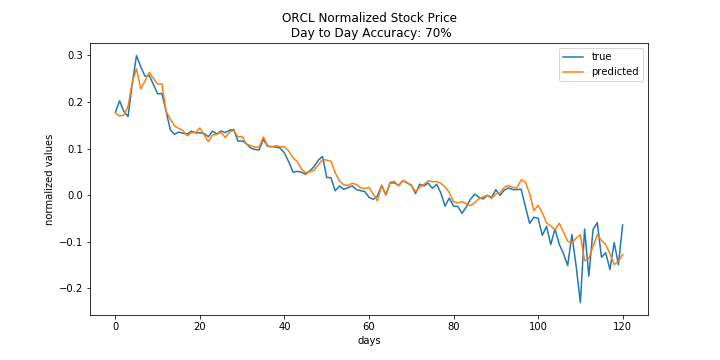 ORCL Normalized Stock Price
Day to Day Accuracy: 70%
true
predicted
normalized values
0.3
0.2
0.1
0.0
−0.1
−0.2
0
20
40
60
80
100
120
days